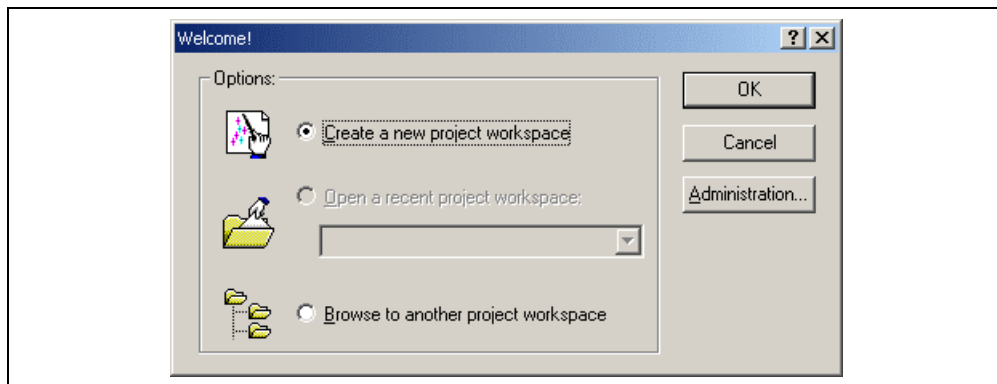 Welcome!
Options:
Create a new project workspace
Open a recent project workspace:
Browse to another project workspace
OK
Cancel
Administration...